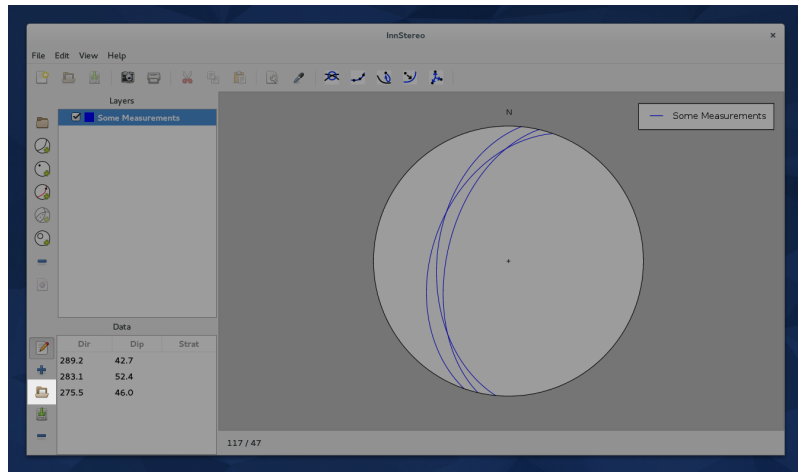 InnStereo
×
File Edit View Help
Layers
Some Measurements
N
Some Measurements
Data
Dir Dip Strat
289.2 42.7
283.1 52.4
275.5 46.0
117 / 47